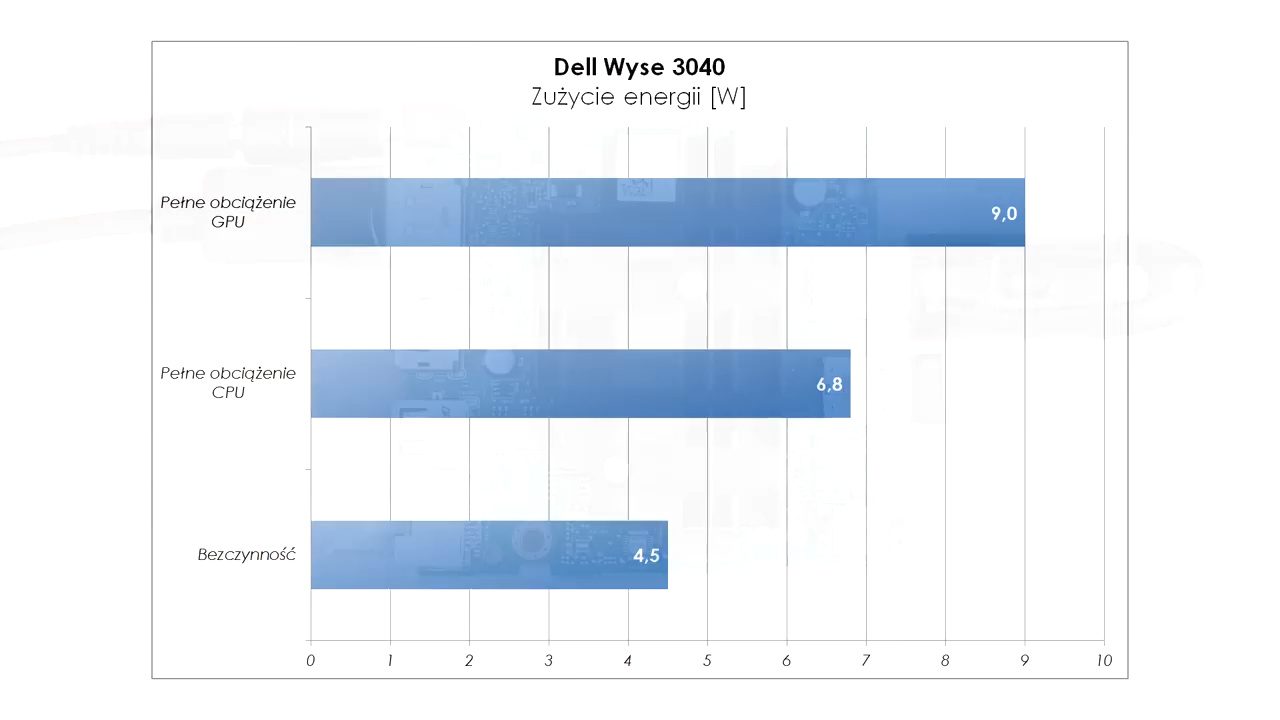 Dell Wyse 3040
Zużycie energii [W]
Pełne obciążenie
GPU
9,0
Pełne obciążenie
CPU
6,8
Bezczynność
4,5
0 1 2 3 4 5 6 7 8 9 10